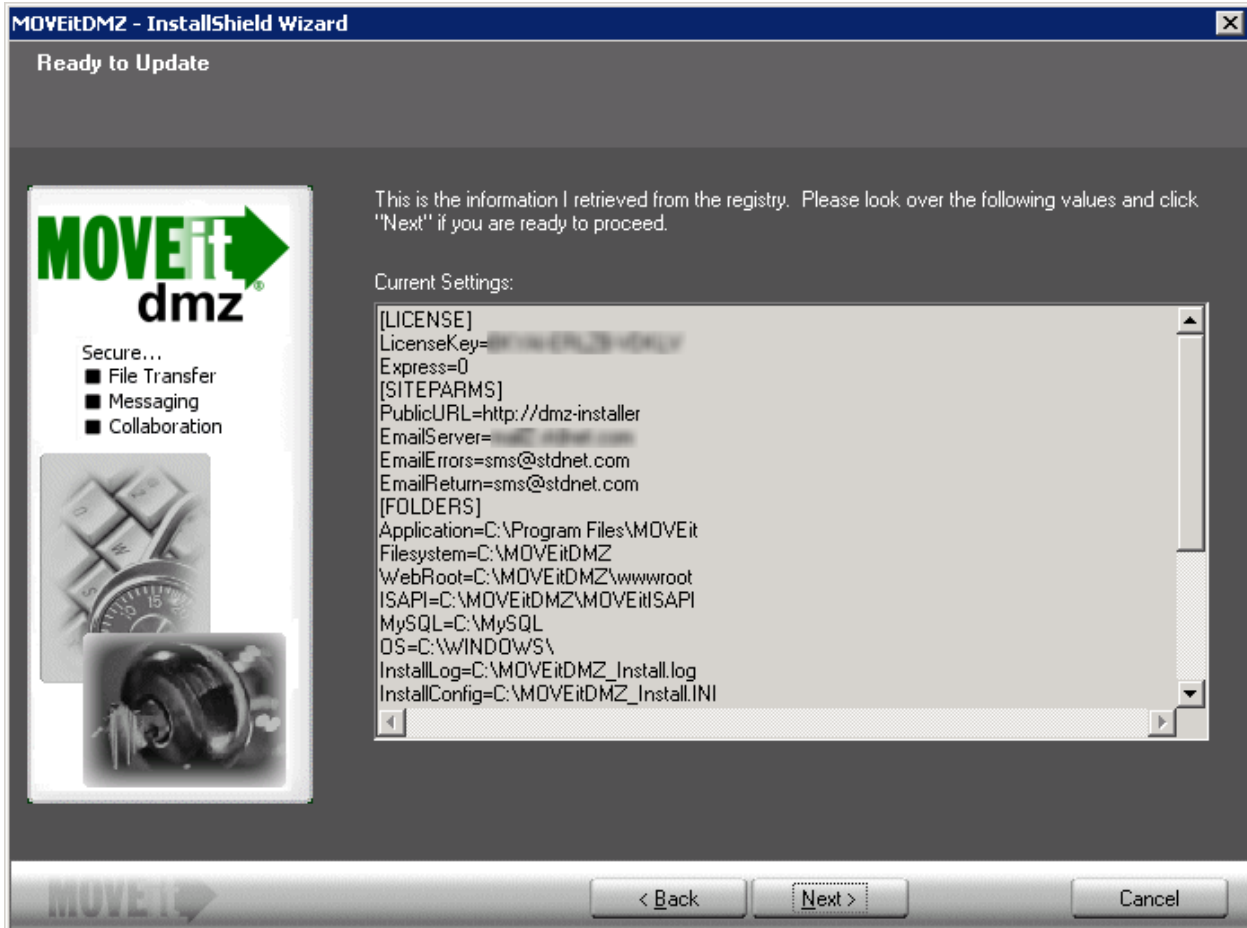 MOVEitDMZ - InstallShield Wizard
Ready to Update
MOVEit
dmz®
Secure...
File Transfer
Messaging
Collaboration
This is the information I retrieved from the registry.  Please look over the following values and click
"Next" if you are ready to proceed.
Current Settings:
[LICENSE]
LicenseKey=
Express=0
[SITEPARMS]
PublicURL=http://dmz-installer
EmailServer=
EmailErrors=sms@stdnet.com
EmailReturn=sms@stdnet.com
[FOLDERS]
Application=C:\Program Files\MOVEit
Filesystem=C:\MOVEitDMZ
WebRoot=C:\MOVEitDMZ\wwwroot
ISAPI=C:\MOVEitDMZ\MOVEitISAPI
MySQL=C:\MySQL
OS=C:\WINDOWS\
InstallLog=C:\MOVEitDMZ_Install.log
InstallConfig=C:\MOVEitDMZ_Install.INI
MOVEit
< Back
Next >
Cancel